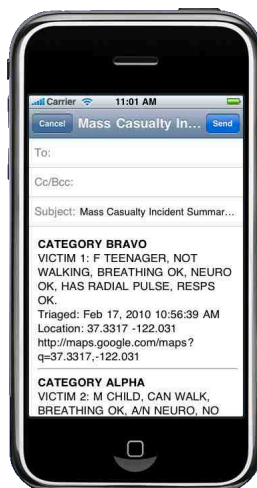 Carrier 11:01 AM
Cancel Mass Casualty In... Send
To:
Cc/Bcc:
Subject: Mass Casualty Incident Summar...
CATEGORY BRAVO
VICTIM 1: F TEENAGER, NOT
WALKING, BREATHING OK, NEURO
OK, HAS RADIAL PULSE, RESPS
OK.
Triaged: Feb 17, 2010 10:56:39 AM
Location: 37.3317 -122.031
http://maps.google.com/maps?
q=37.3317,-122.031
CATEGORY ALPHA
VICTIM 2: M CHILD, CAN WALK,
BREATHING OK, A/N NEURO, NO